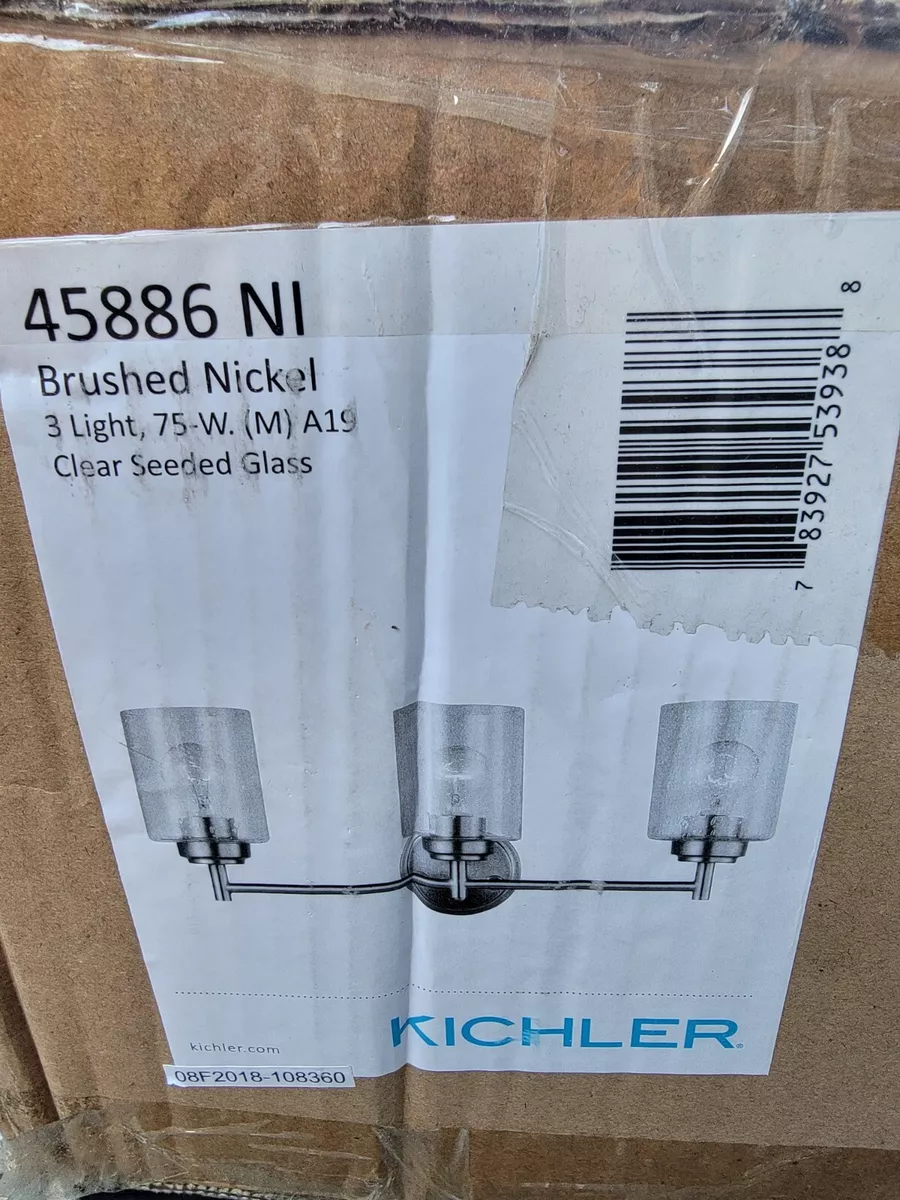 45886 NI
Brushed Nickel
3 Light, 75-W. (M) A19
Clear Seeded Glass
7 83927 53938 8
KICHLER®
kichler.com
08F2018-108360